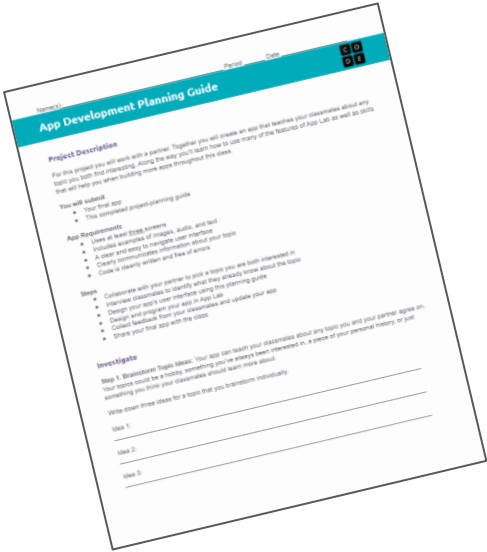 Name(s) Period Date
App Development Planning Guide
C O
D E
Project Description
For this project you will work with a partner. Together you will create an app that teaches your classmates about any
topic you both find interesting. Along the way you'll learn how to use many of the features of App Lab as well as skills
that will help you when building more apps throughout this class.
You will submit
Your final app
This completed project-planning guide
App Requirements
Uses at least three screens
Includes examples of images, audio, and text
A clear and easy to navigate user interface
Clearly communicates information about your topic
Code is cleanly written and free of errors
Steps
Collaborate with your partner to pick a topic you are both interested in
Interview classmates to identify what they already know about the topic
Design your app's user interface using this planning guide
Design and program your app in App Lab
Collect feedback from your classmates and update your app
Share your final app with the class
Investigate
Step 1: Brainstorm Topic Ideas: Your app can teach your classmates about any topic you and your partner agree on.
Your topics could be a hobby, something you've always been interested in, a piece of your personal history, or just
something you think your classmates should learn more about.
Write down three ideas for a topic that you brainstorm individually.
Idea 1:
Idea 2:
Idea 3: